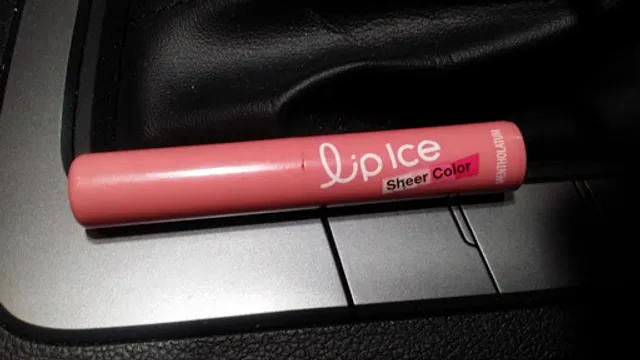 Lip Ice
Sheer Color
MENTHOLATUM